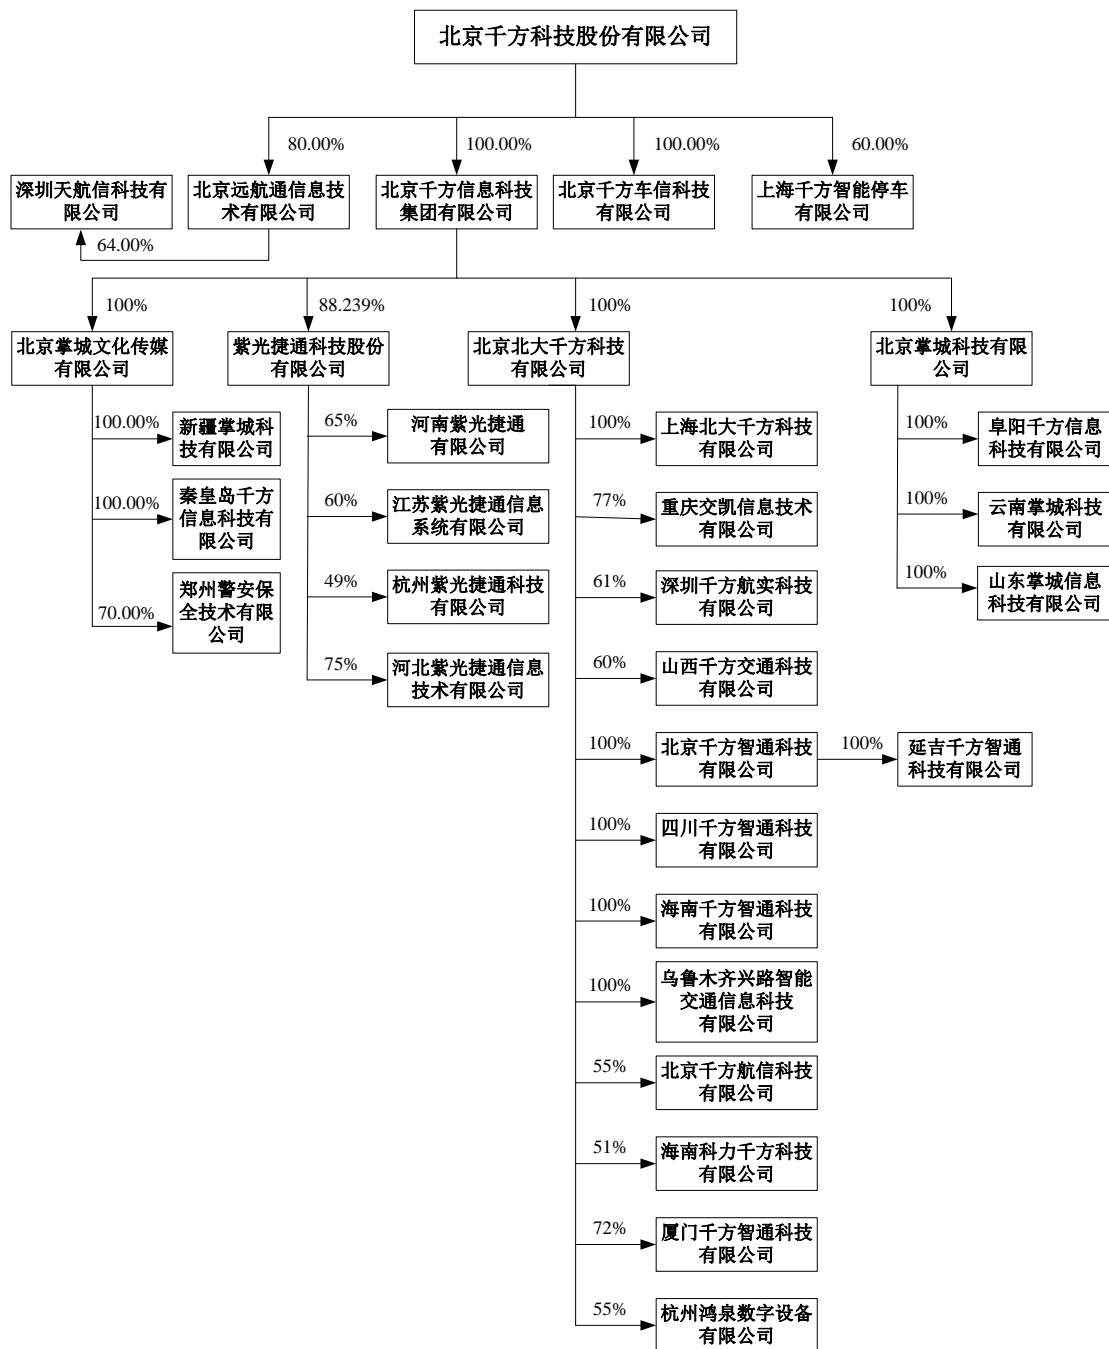 北京千方科技股份有限公司
80.00%
100.00%
100.00%
60.00%
深圳天航信科技有
限公司
北京远航通信息技
术有限公司
北京千方信息科技
集团有限公司
北京千方车信科技
有限公司
上海千方智能停车
有限公司
64.00%
100%
88.239%
100%
100%
北京掌城文化传媒
有限公司
紫光捷通科技股份
有限公司
北京北大千方科技
有限公司
北京掌城科技有限
公司
100.00%
新疆掌城科
技有限公司
100.00%
秦皇岛千方
信息科技有
限公司
70.00%
郑州警安保
全技术有限
公司
65%
河南紫光捷通
有限公司
60%
江苏紫光捷通信息
系统有限公司
49%
杭州紫光捷通科技
有限公司
75%
河北紫光捷通信息
技术有限公司
100%
上海北大千方科技
有限公司
77%
重庆交凯信息技术
有限公司
61%
深圳千方航实科技
有限公司
60%
山西千方交通科技
有限公司
100%
北京千方智通科技
有限公司
100%
延吉千方智通
科技有限公司
100%
四川千方智通科技
有限公司
100%
海南千方智通科技
有限公司
100%
乌鲁木齐兴路智能
交通信息科技
有限公司
55%
北京千方航信科技
有限公司
51%
海南科力千方科技
有限公司
72%
厦门千方智通科技
有限公司
55%
杭州鸿泉数字设备
有限公司
100%
阜阳千方信息
科技有限公司
100%
云南掌城科技
有限公司
100%
山东掌城信息
科技有限公司